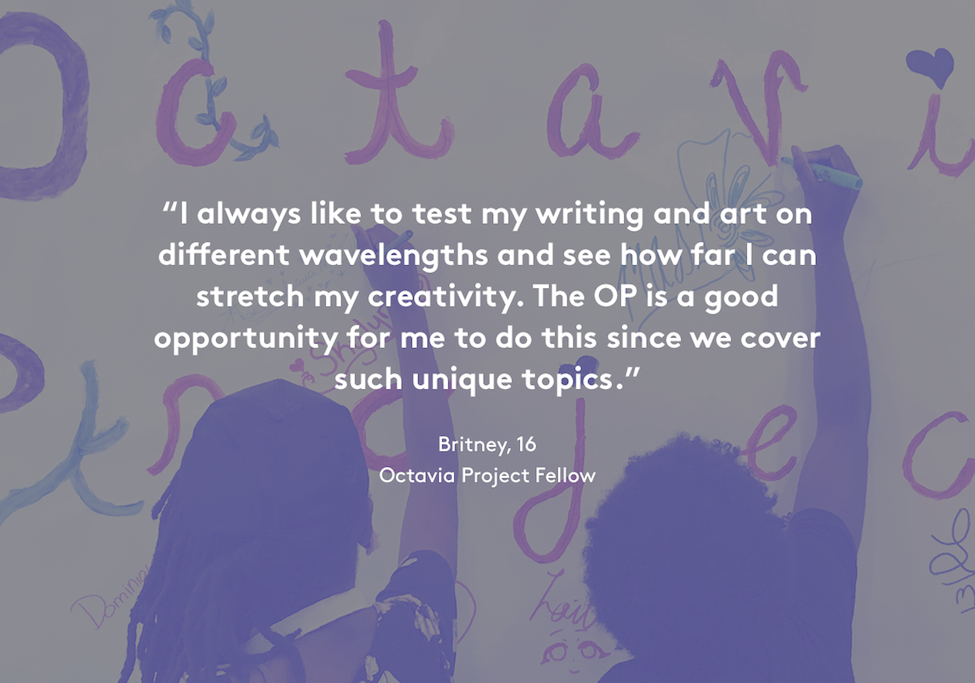 Octavi
“I always like to test my writing and art on
different wavelengths and see how far I can
stretch my creativity. The OP is a good
opportunity for me to do this since we cover
such unique topics.”
Britney, 16
Octavia Project Fellow